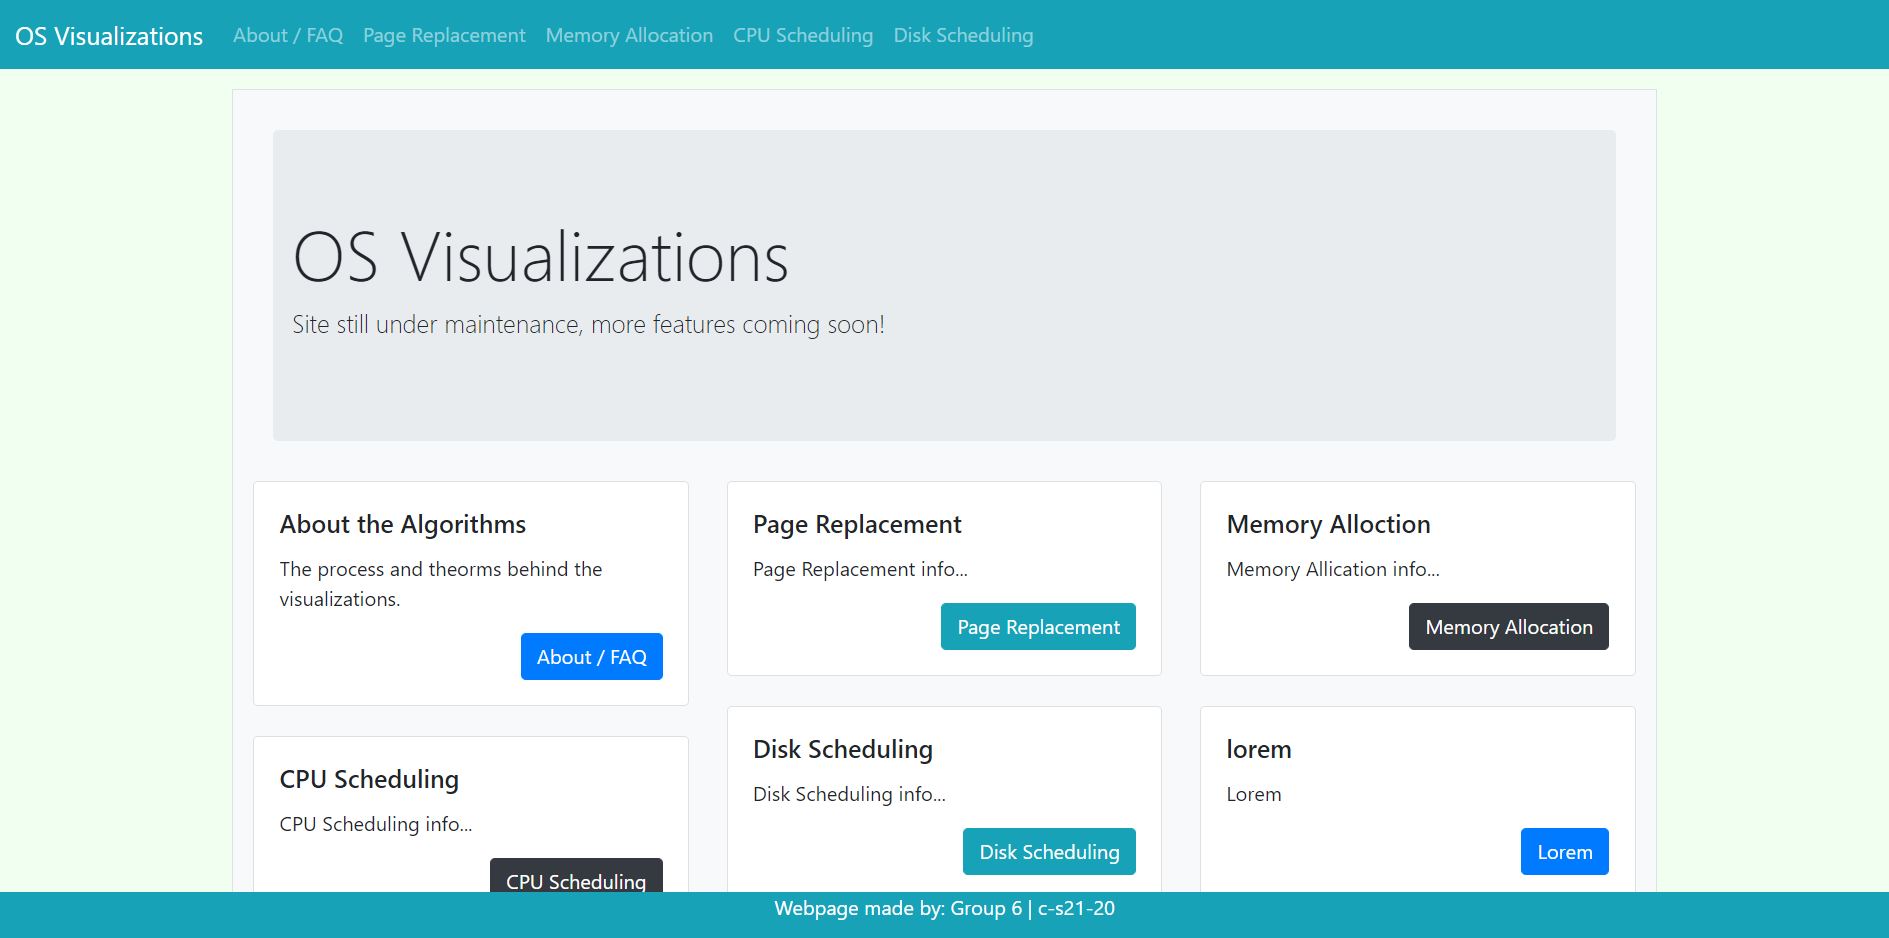 OS Visualizations About / FAQ Page Replacement Memory Allocation CPU Scheduling Disk Scheduling
OS Visualizations
Site still under maintenance, more features coming soon!
About the Algorithms
The process and theorms behind the
visualizations.
About / FAQ
Page Replacement
Page Replacement info...
Page Replacement
Memory Alloction
Memory Allication info...
Memory Allocation
CPU Scheduling
CPU Scheduling info...
CPU Scheduling
Disk Scheduling
Disk Scheduling info...
Disk Scheduling
lorem
Lorem
Lorem
Webpage made by: Group 6 | c-s21-20